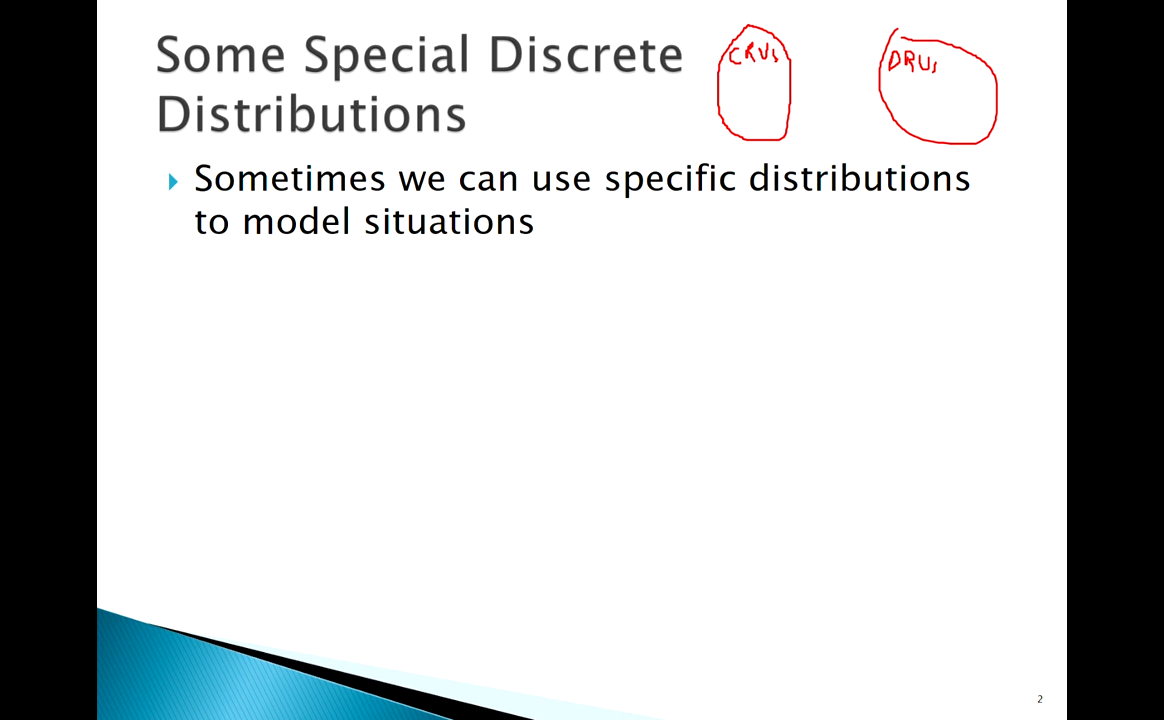 Some Special Discrete
Distributions
CRVs
DRVs
Sometimes we can use specific distributions
to model situations
2